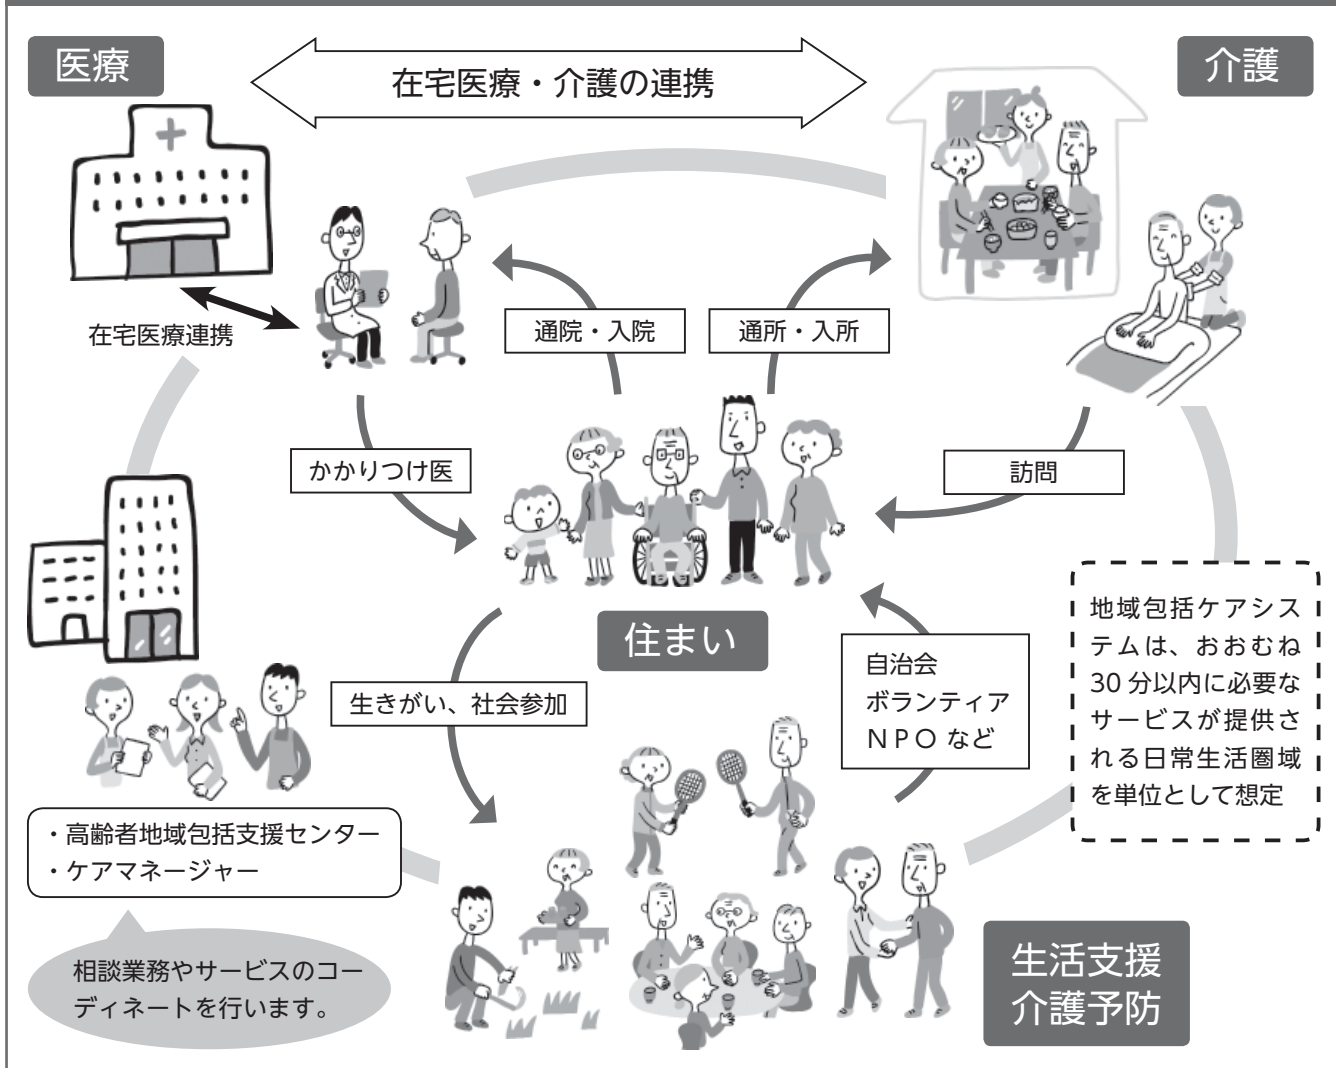 医療
在宅医療・介護の連携
介護
在宅医療連携
通院・入院
通所・入所
かかりつけ医
訪問
住まい
地域包括ケアシス
テムは、おおむね
30 分以内に必要な
サービスが提供さ
れる日常生活圏域
を単位として想定
自治会
ボランティア
ＮＰＯ など
生きがい、社会参加
・高齢者地域包括支援センター
・ケアマネージャー
相談業務やサービスのコー
ディネートを行います。
生活支援
介護予防